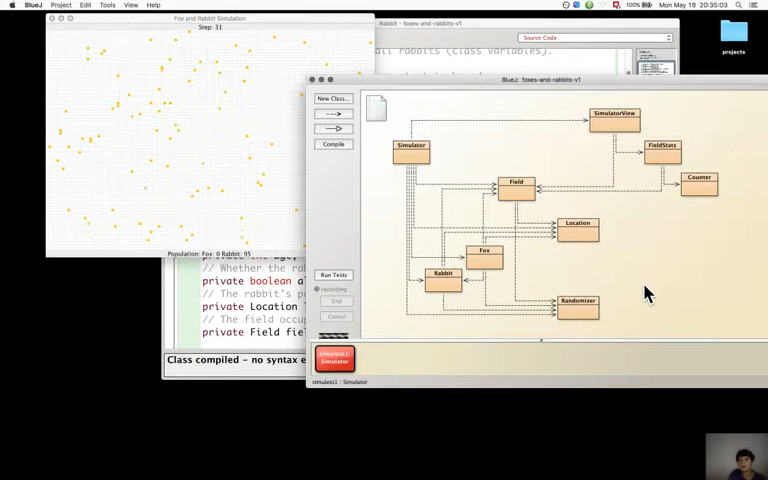 BlueJ Project Edit Tools View Help
100% Mon May 16 20:35:03
Fox and Rabbit Simulation
Step: 31
Population: Fox: 0 Rabbit: 95
Rabbit - foxes-and-rabbits-v1
Source Code
all rabbits (class variables).
projects
BlueJ: foxes-and-rabbits-v1
New Class...
Compile
Run Tests
recording
End
Cancel
SimulatorView
Simulator
FieldStats
Counter
Field
Location
Fox
Rabbit
Randomizer
// Whether the ra
private boolean al
// The rabbit's p
private Location l
// The field occu
private Field fiel
Class compiled - no syntax e
simulato1:
Simulator
simulato1 : Simulator